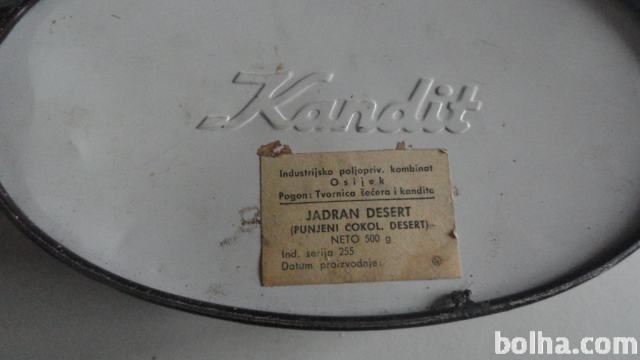 Kandit
Industrijsko poljopriv. kombinat
Osijek
Pogon: Tvornica šećera i kandita
JADRAN DESERT
(PUNJENI ČOKOL. DESERT)
NETO 500 g
Ind. serija 255
Datum proizvodnje:
bolha.com